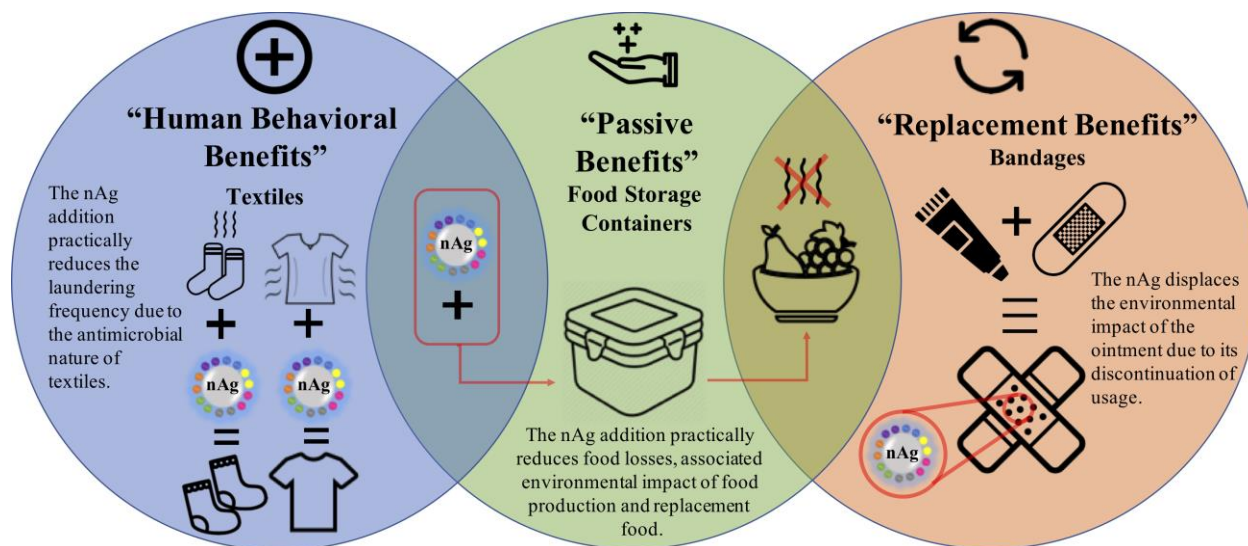 “Human Behavioral
Benefits”
Textiles
The nAg
addition
practically
reduces the
laundering
frequency due to
the antimicrobial
nature of
textiles.
nAg
nAg
nAg
“Passive
Benefits”
Food Storage
Containers
The nAg addition practically
reduces food losses, associated
environmental impact of food
production and replacement
food.
“Replacement Benefits”
Bandages
The nAg displaces
the environmental
impact of the
ointment due to its
discontinuation of
usage.
nAg